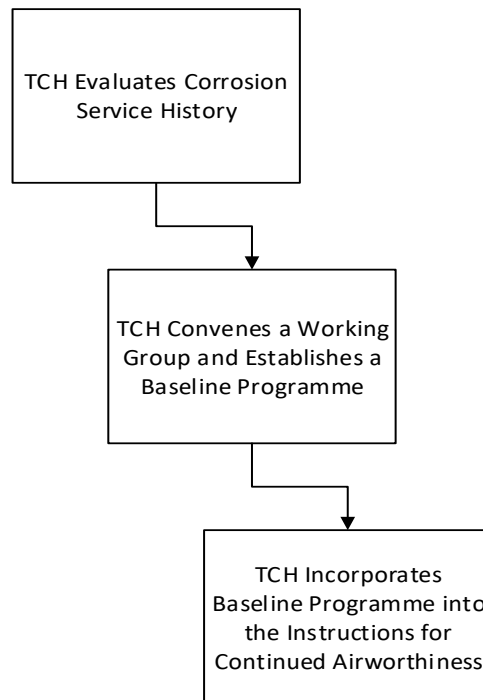 TCH Evaluates Corrosion
Service History
TCH Convenes a Working
Group and Establishes a
Baseline Programme
TCH Incorporates
Baseline Programme into
the Instructions for
Continued Airworthiness